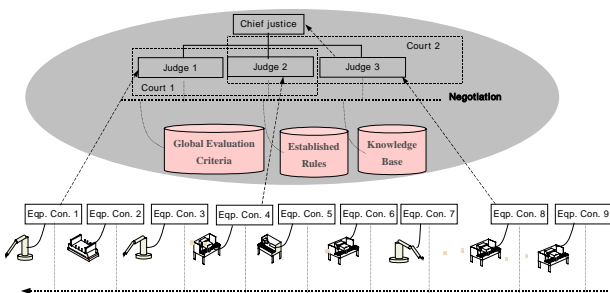 Chief justice
Court 2
Judge 1
Judge 2
Judge 3
Court 1
Negotiation
Global Evaluation
Criteria
Established
Rules
Knowledge
Base
Eqp. Con. 1
Eqp. Con. 2
Eqp. Con. 3
Eqp. Con. 4
Eqp. Con. 5
Eqp. Con. 6
Eqp. Con. 7
Eqp. Con. 8
Eqp. Con. 9